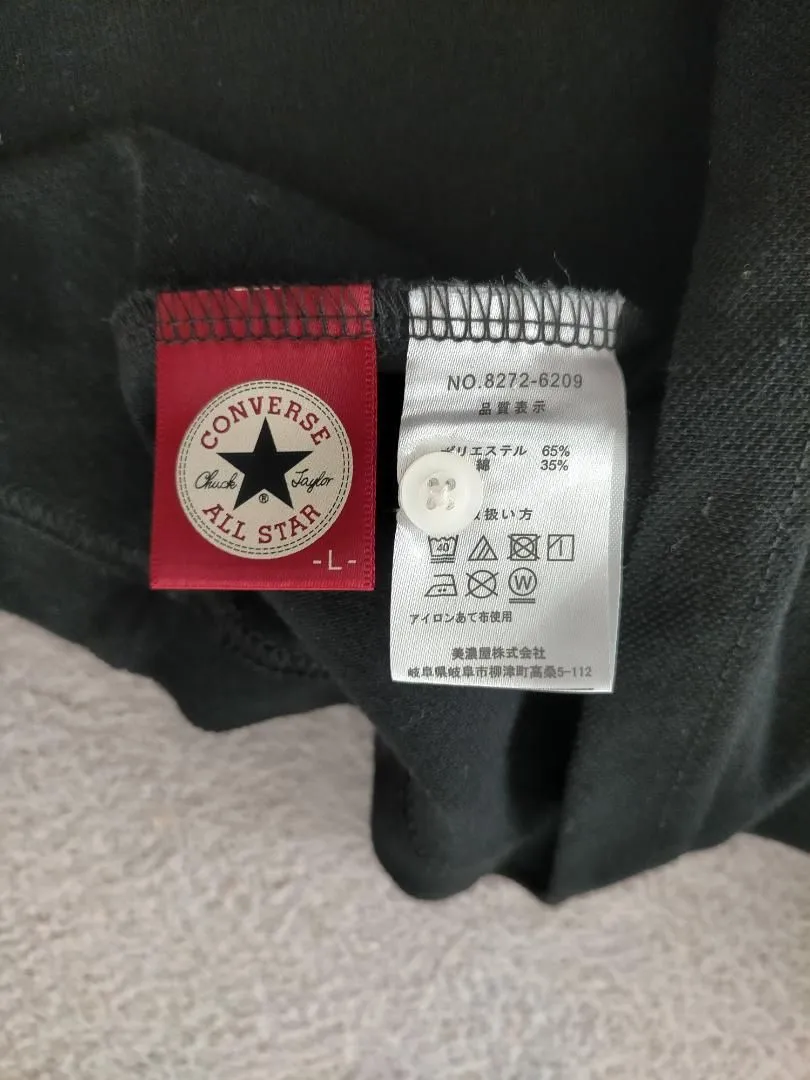 CONVERSE
Chuck Taylor
®
ALL STAR
-L-
NO.8272-6209
品質表示
ポリエステル 65%
綿 35%
扱い方
40
W
アイロンあて布使用
美濃屋株式会社
岐阜県岐阜市柳津町高桑5-112